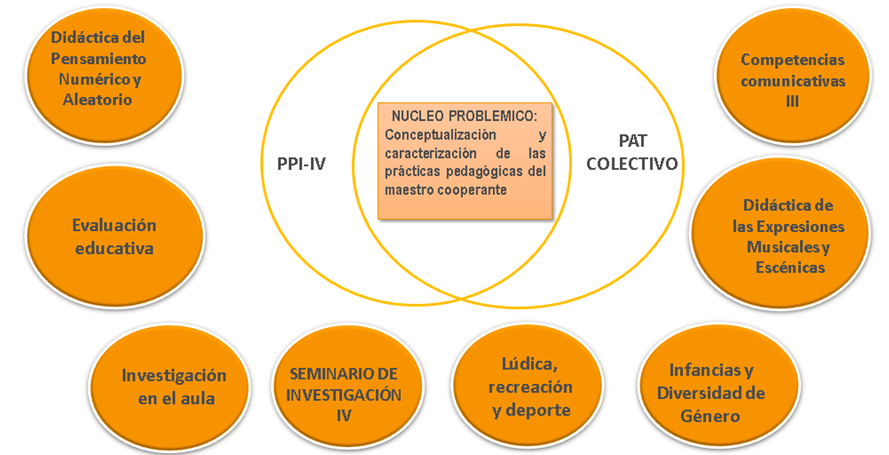 Didáctica del
Pensamiento
Numérico y
Aleatorio
Evaluación
educativa
Investigación
en el aula
SEMINARIO DE
INVESTIGACIÓN
IV
Lúdica,
recreación
y deporte
Infancias y
Diversidad de
Género
Didáctica de
las Expresiones
Musicales y
Escénicas
Competencias
comunicativas
III
PPI-IV
NUCLEO PROBLEMICO:
Conceptualización y
caracterización de las
prácticas pedagógicas del
maestro cooperante
PAT
COLECTIVO